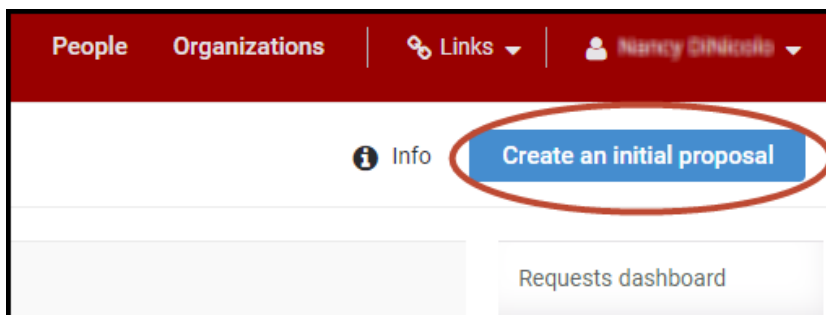 People Organizations Links
Info Create an initial proposal
Requests dashboard